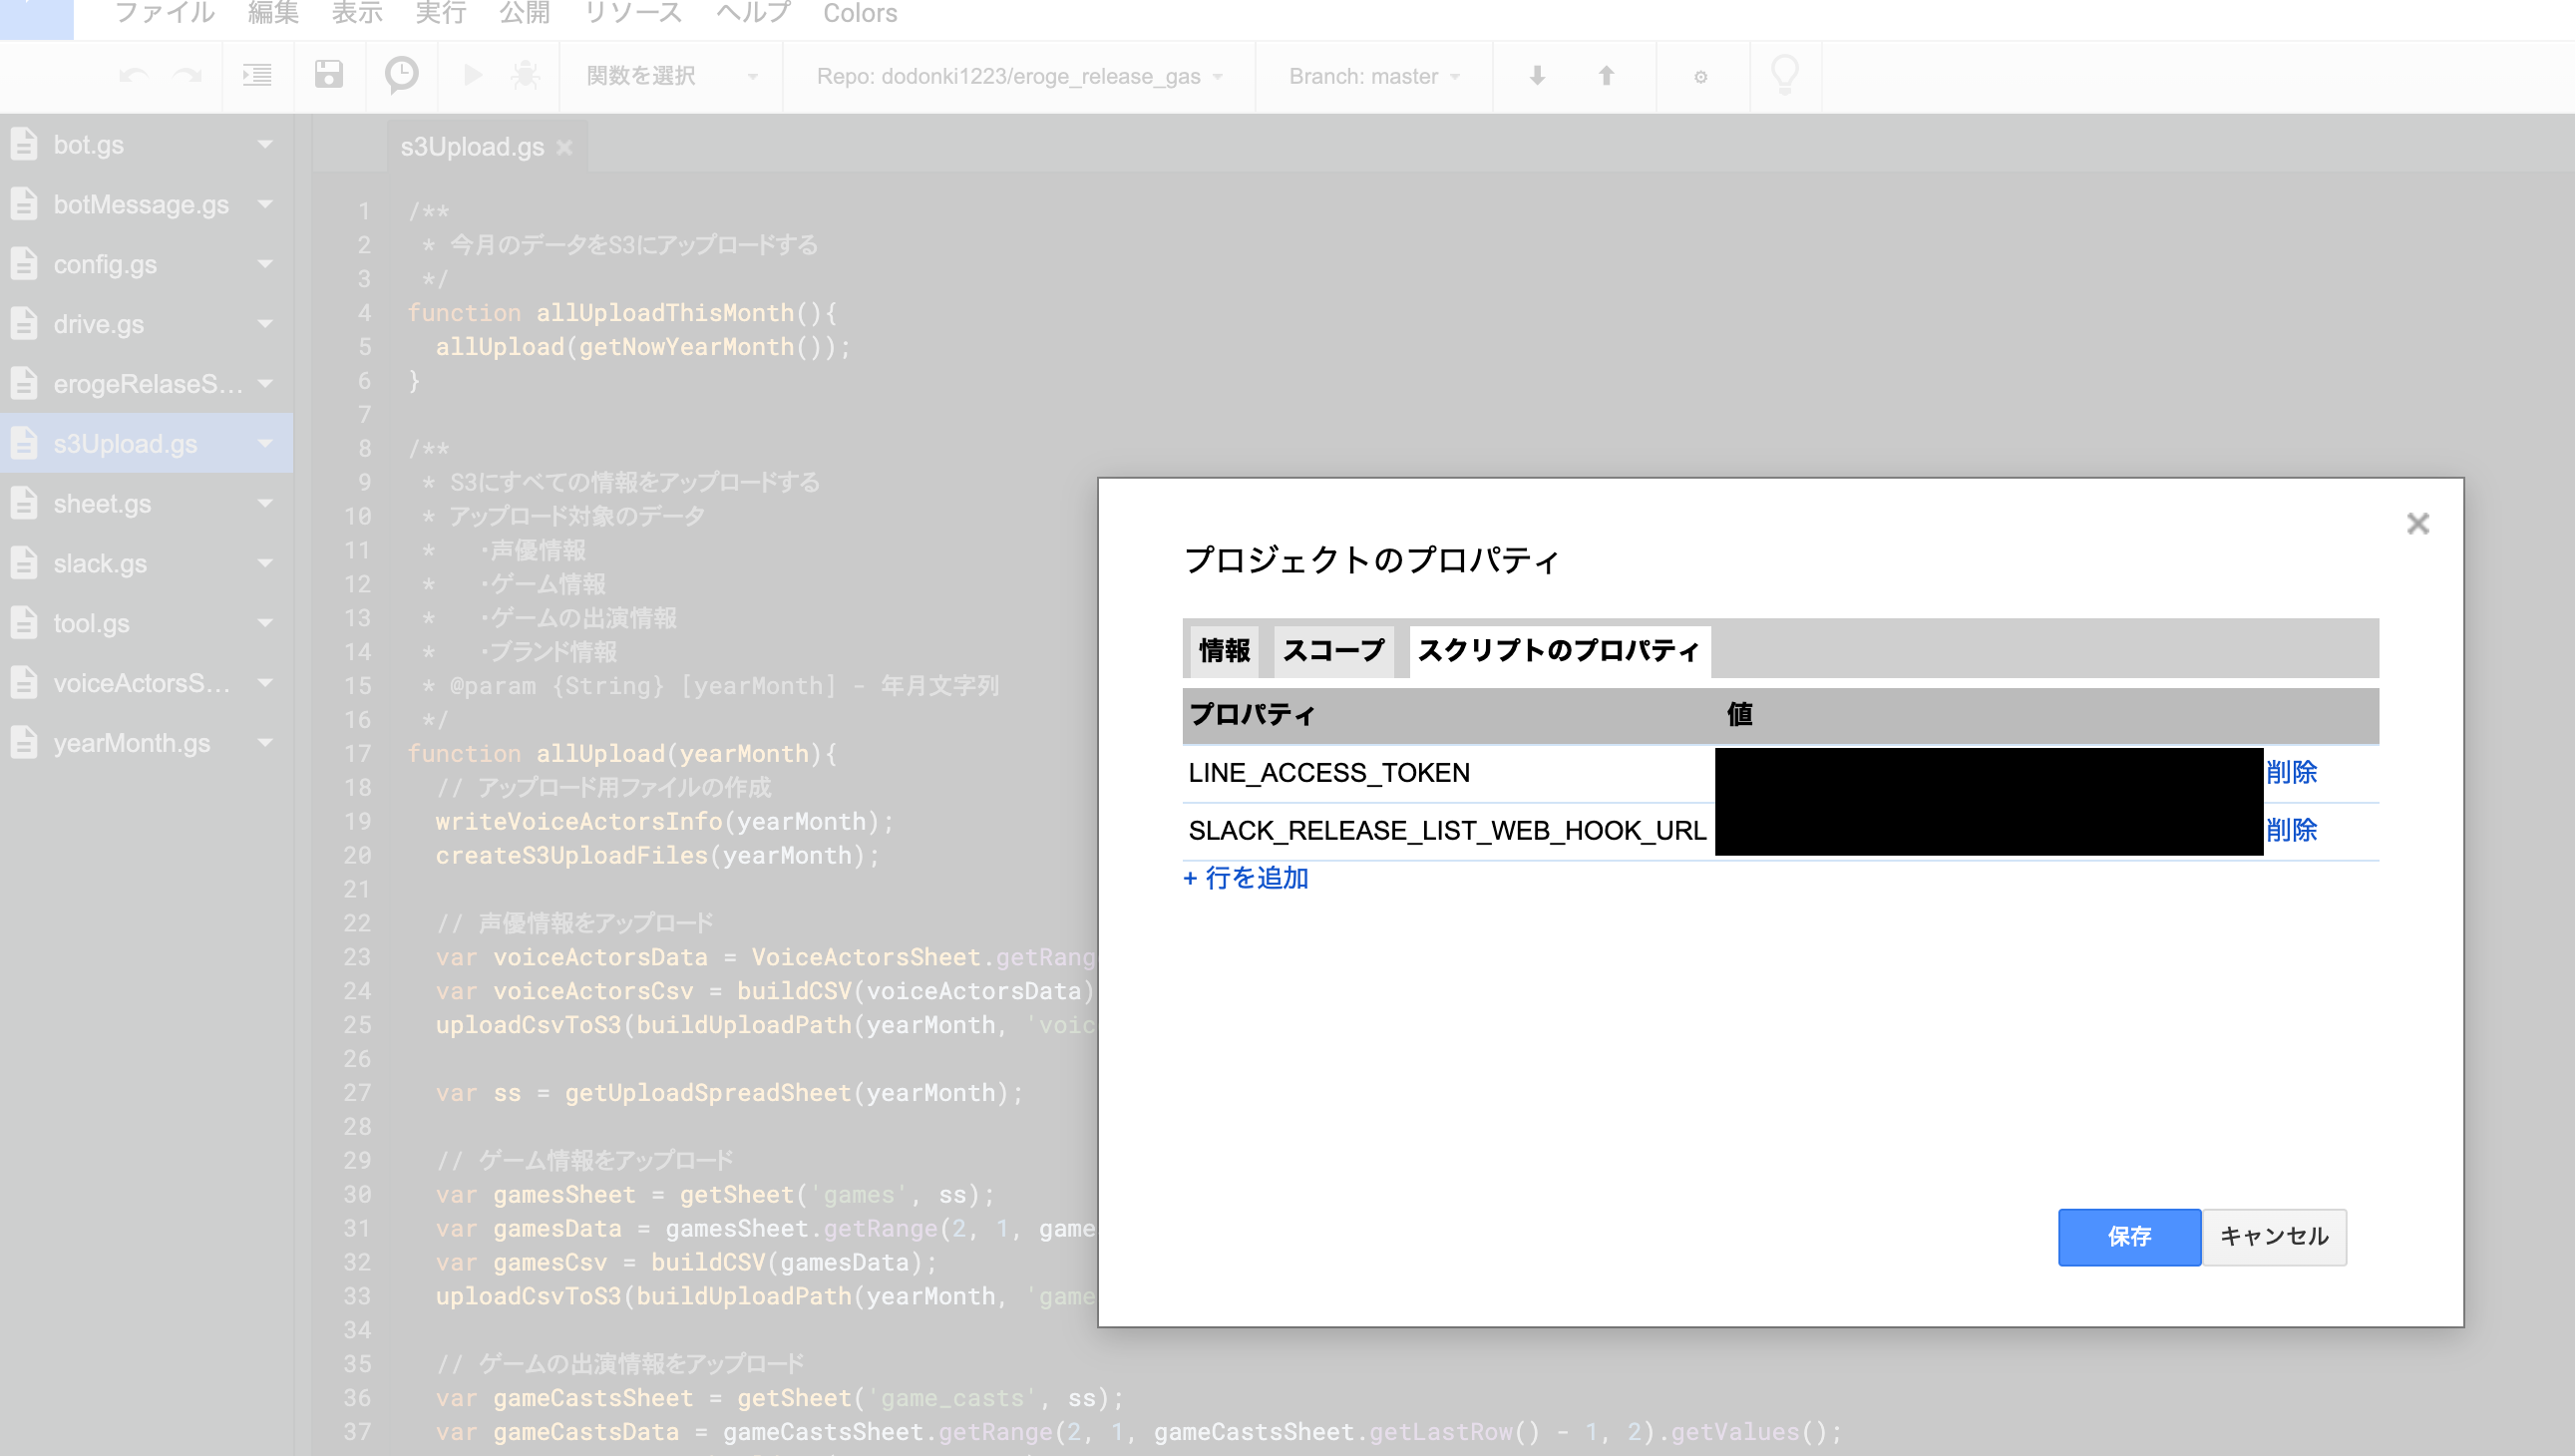 ファイル 編集 表示 実行 公開 リソース ヘルプ Colors
関数を選択 Repo: dodonki1223/eroge_release_gas Branch: master
bot.gs
botMessage.gs
config.gs
drive.gs
erogeRelaseS...
s3Upload.gs
sheet.gs
slack.gs
tool.gs
voiceActorsS...
yearMonth.gs
s3Upload.gs
1 /**
2 * 今月のデータをS3にアップロードする
3 */
4 function allUploadThisMonth(){
5 allUpload(getNowYearMonth());
6 }
7
8 /**
9 * S3にすべての情報をアップロードする
10 * アップロード対象のデータ
11 * ・声優情報
12 * ・ゲーム情報
13 * ・ゲームの出演情報
14 * ・ブランド情報
15 * @param {String} [yearMonth] - 年月文字列
16 */
17 function allUpload(yearMonth){
18 // アップロード用ファイルの作成
19 writeVoiceActorsInfo(yearMonth);
20 createS3UploadFiles(yearMonth);
21
22 // 声優情報をアップロード
23 var voiceActorsData = VoiceActorsSheet.getRang
24 var voiceActorsCsv = buildCSV(voiceActorsData)
25 uploadCsvToS3(buildUploadPath(yearMonth, 'voic
26
27 var ss = getUploadSpreadSheet(yearMonth);
28
29 // ゲーム情報をアップロード
30 var gamesSheet = getSheet('games', ss);
31 var gamesData = gamesSheet.getRange(2, 1, game
32 var gamesCsv = buildCSV(gamesData);
33 uploadCsvToS3(buildUploadPath(yearMonth, 'game
34
35 // ゲームの出演情報をアップロード
36 var gameCastsSheet = getSheet('game_casts', ss);
37 var gameCastsData = gameCastsSheet.getRange(2, 1, gameCastsSheet.getLastRow() - 1, 2).getValues();
プロジェクトのプロパティ
情報 スコープ スクリプトのプロパティ
プロパティ 値
LINE_ACCESS_TOKEN 削除
SLACK_RELEASE_LIST_WEB_HOOK_URL 削除
+ 行を追加
保存 キャンセル